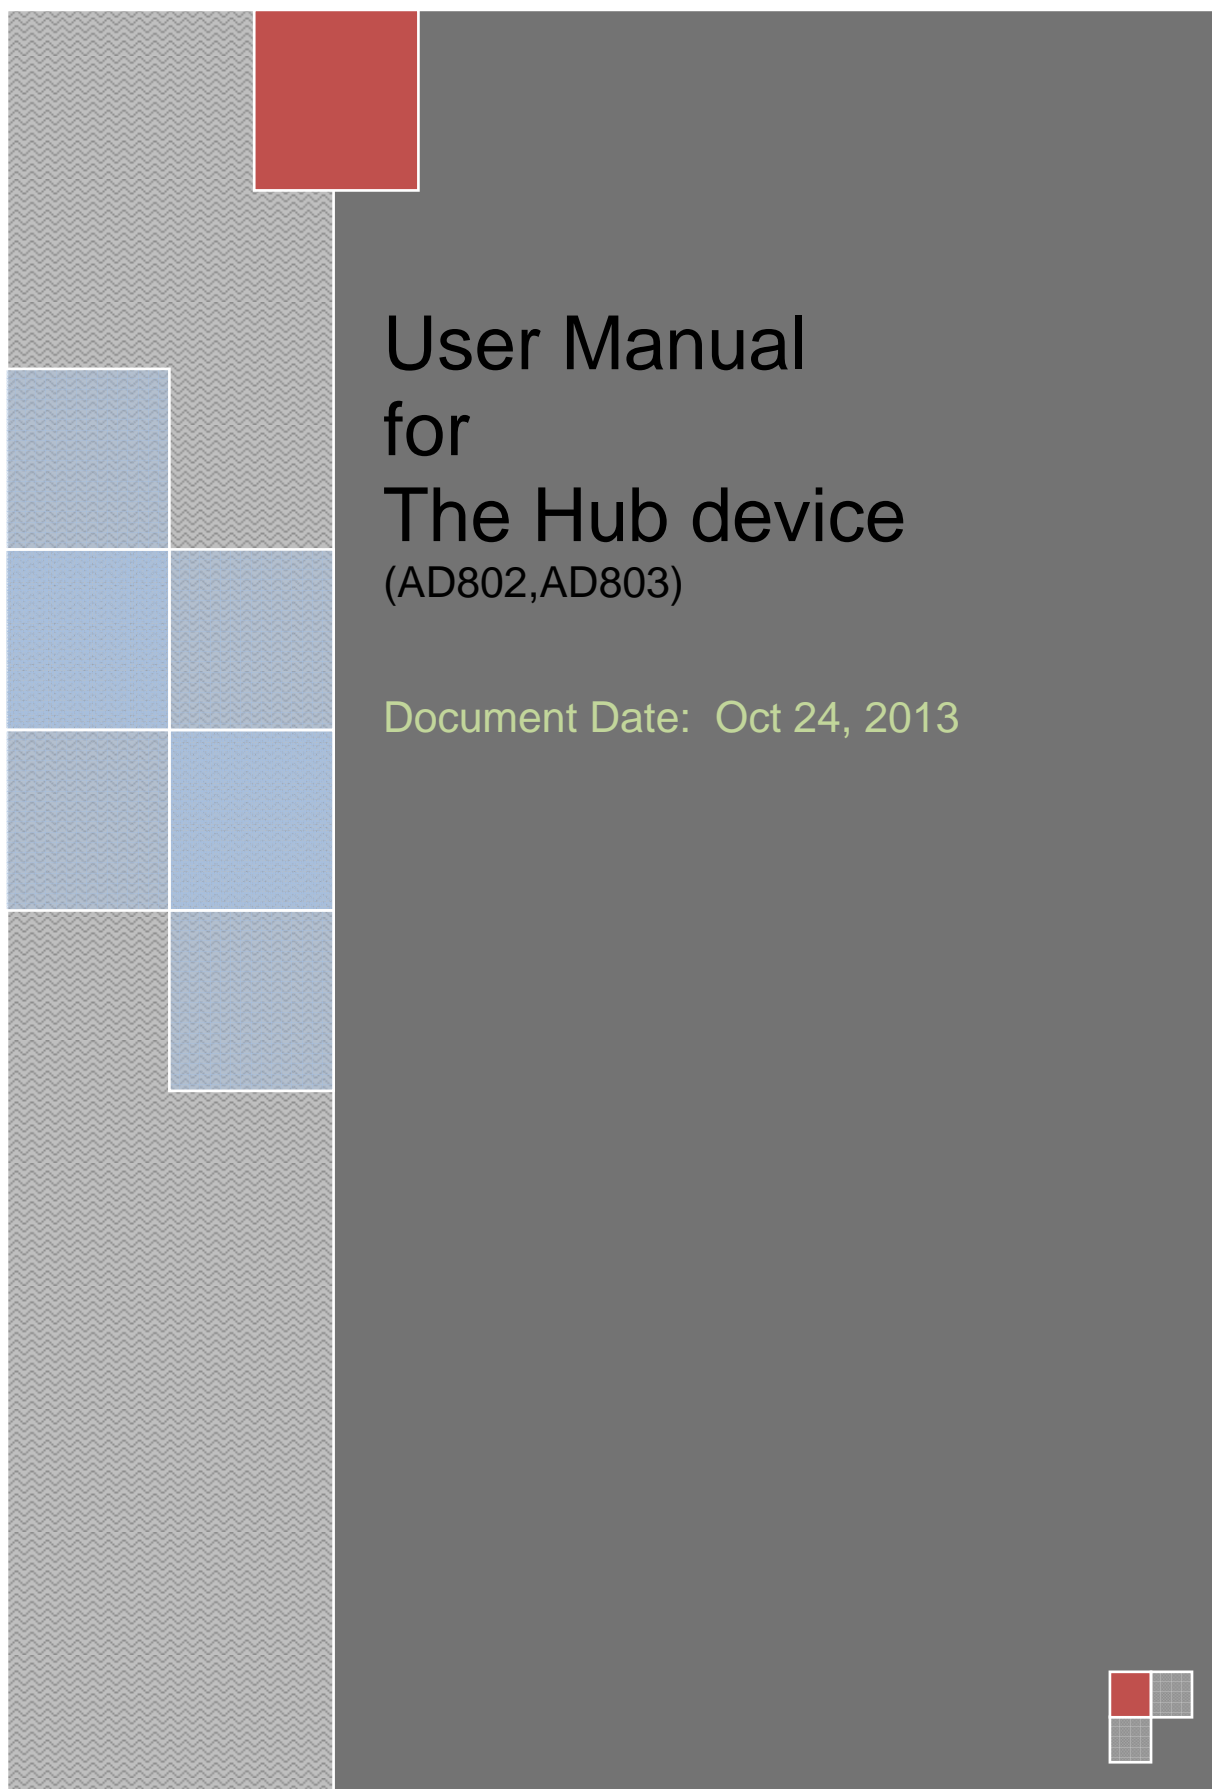 User Manual
for
The Hub device
(AD802,AD803)
Document Date:  Oct 24, 2013